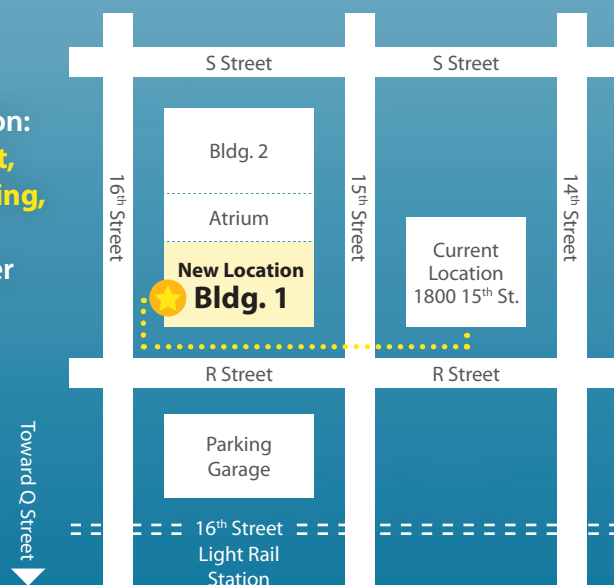 S Street
S Street
on:
t,
ing,
er
16th Street
Bldg. 2
Atrium
New Location
Bldg. 1
15th Street
Current
Location
1800 15th St.
14th Street
R Street
R Street
Parking
Garage
Toward Q Street
16th Street
Light Rail
Station